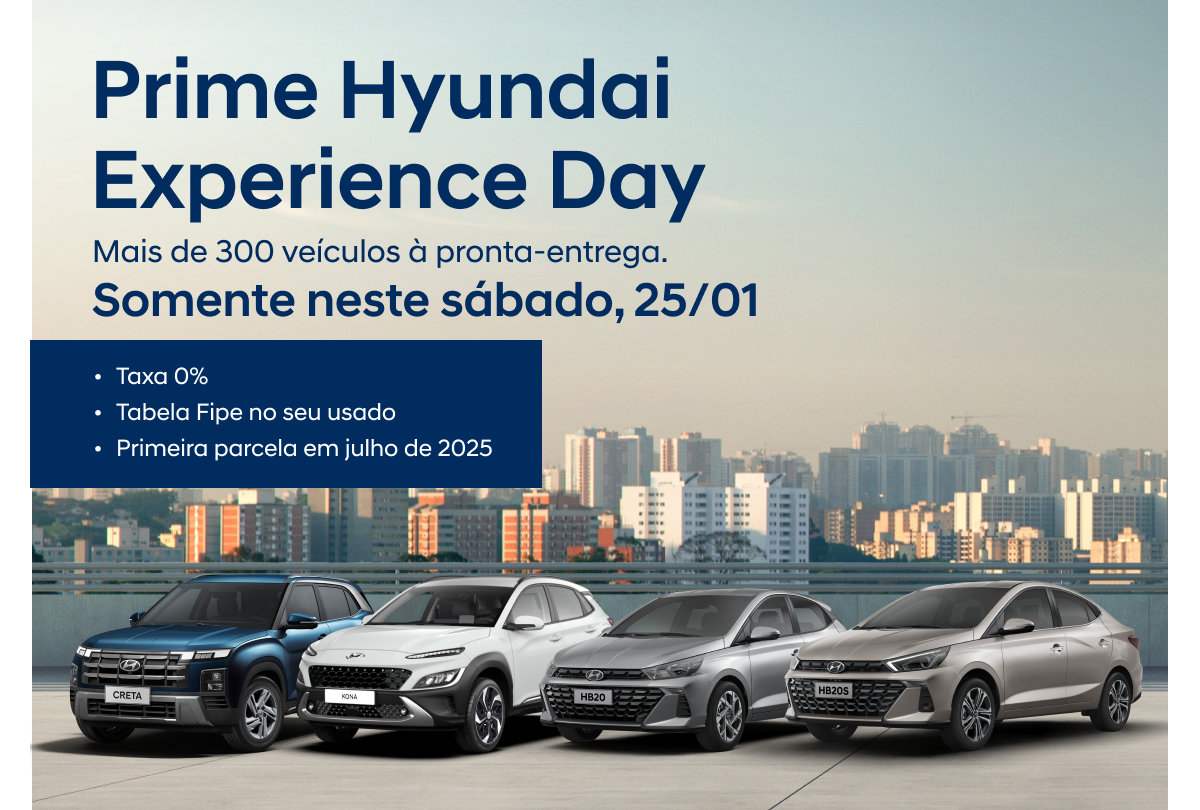 Prime Hyundai
Experience Day
Mais de 300 veículos à pronta-entrega.
Somente neste sábado, 25/01
• Taxa 0%
• Tabela Fipe no seu usado
• Primeira parcela em julho de 2025
CRETA
KONA
HB20
HB20S